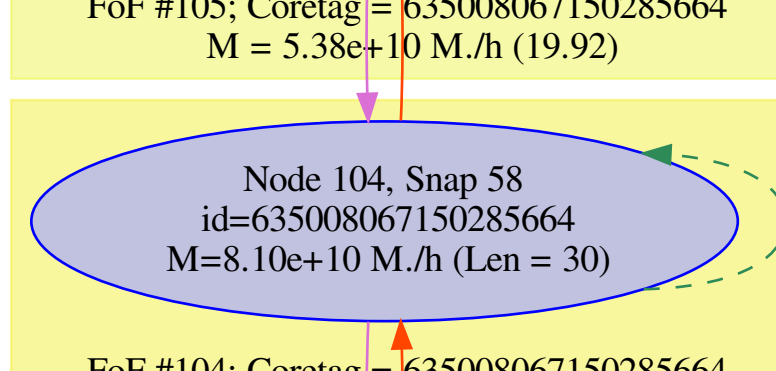 FoF #105; Coretag = 635008067150285664
M = 5.38e+10 M./h (19.92)
Node 104, Snap 58
id=635008067150285664
M=8.10e+10 M./h (Len = 30)
FoF #104; Coretag = 635008067150285664